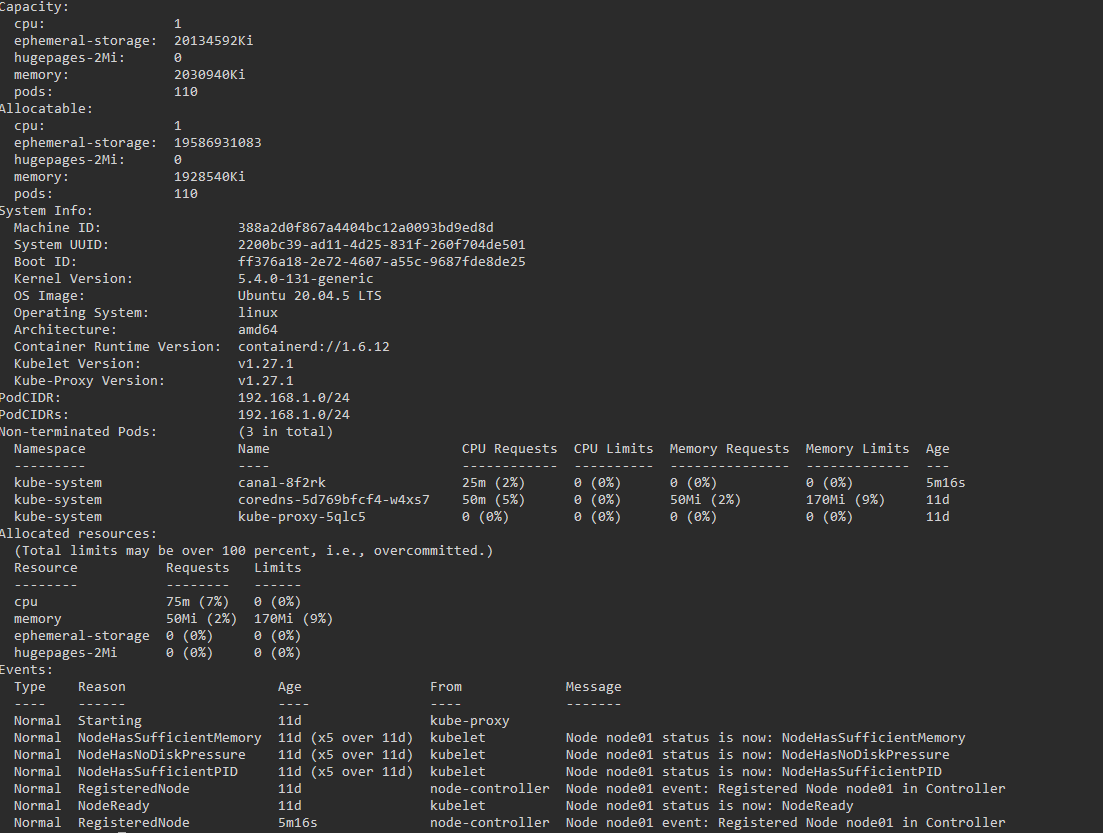 Capacity:
  cpu:                1
  ephemeral-storage:  20134592Ki
  hugepages-2Mi:      0
  memory:             2030940Ki
  pods:               110
Allocatable:
  cpu:                1
  ephemeral-storage:  19586931083
  hugepages-2Mi:      0
  memory:             1928540Ki
  pods:               110
System Info:
  Machine ID:                 388a2d0f867a4404bc12a0093bd9ed8d
  System UUID:                2200bc39-ad11-4d25-831f-260f704de501
  Boot ID:                    ff376a18-2e72-4607-a55c-9687fde8de25
  Kernel Version:             5.4.0-131-generic
  OS Image:                   Ubuntu 20.04.5 LTS
  Operating System:           linux
  Architecture:               amd64
  Container Runtime Version:  containerd://1.6.12
  Kubelet Version:            v1.27.1
  Kube-Proxy Version:         v1.27.1
PodCIDR:                      192.168.1.0/24
PodCIDRs:                     192.168.1.0/24
Non-terminated Pods:          (3 in total)
  Namespace                   Name                        CPU Requests  CPU Limits  Memory Requests  Memory Limits  Age
  ---------                   ----                        ------------  ----------  ---------------  -------------  ---
  kube-system                 canal-8f2rk                 25m (2%)      0 (0%)      0 (0%)           0 (0%)         5m16s
  kube-system                 coredns-5d769bfcf4-w4xs7    50m (5%)      0 (0%)      50Mi (2%)        170Mi (9%)     11d
  kube-system                 kube-proxy-5qlc5            0 (0%)        0 (0%)      0 (0%)           0 (0%)         11d
Allocated resources:
  (Total limits may be over 100 percent, i.e., overcommitted.)
  Resource           Requests   Limits
  --------           --------   ------
  cpu                75m (7%)   0 (0%)
  memory             50Mi (2%)  170Mi (9%)
  ephemeral-storage  0 (0%)     0 (0%)
  hugepages-2Mi      0 (0%)     0 (0%)
Events:
  Type    Reason                   Age                From             Message
  ----    ------                   ----               ----             -------
  Normal  Starting                 11d                kube-proxy
  Normal  NodeHasSufficientMemory  11d (x5 over 11d)  kubelet          Node node01 status is now: NodeHasSufficientMemory
  Normal  NodeHasNoDiskPressure    11d (x5 over 11d)  kubelet          Node node01 status is now: NodeHasNoDiskPressure
  Normal  NodeHasSufficientPID     11d (x5 over 11d)  kubelet          Node node01 status is now: NodeHasSufficientPID
  Normal  RegisteredNode           11d                node-controller  Node node01 event: Registered Node node01 in Controller
  Normal  NodeReady                11d                kubelet          Node node01 status is now: NodeReady
  Normal  RegisteredNode           5m16s              node-controller  Node node01 event: Registered Node node01 in Controller